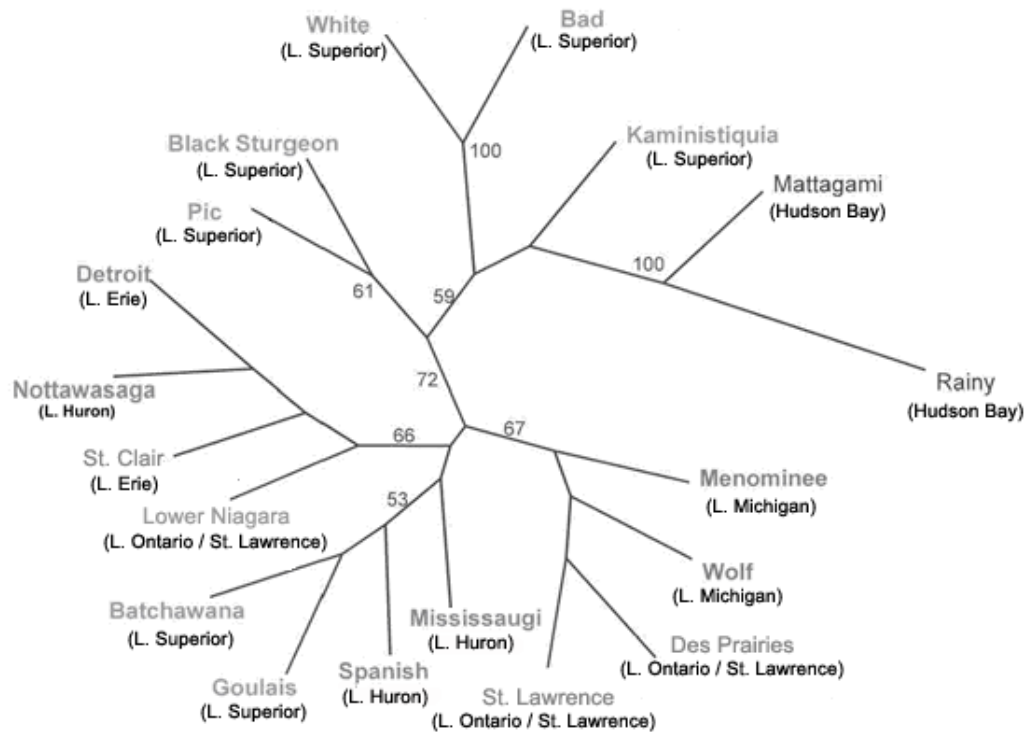 White
(L. Superior)
Bad
(L. Superior)
100
Black Sturgeon
(L. Superior)
Kaministiquia
(L. Superior)
Mattagami
(Hudson Bay)
Pic
(L. Superior)
Detroit
(L. Erie)
61
59
100
Nottawasaga
(L. Huron)
72
Rainy
(Hudson Bay)
66
67
St. Clair
(L. Erie)
Menominee
(L. Michigan)
Lower Niagara
(L. Ontario / St. Lawrence)
53
Wolf
(L. Michigan)
Batchawana
(L. Superior)
Mississaugi
(L. Huron)
Des Prairies
(L. Ontario / St. Lawrence)
Goulais
(L. Superior)
Spanish
(L. Huron)
St. Lawrence
(L. Ontario / St. Lawrence)